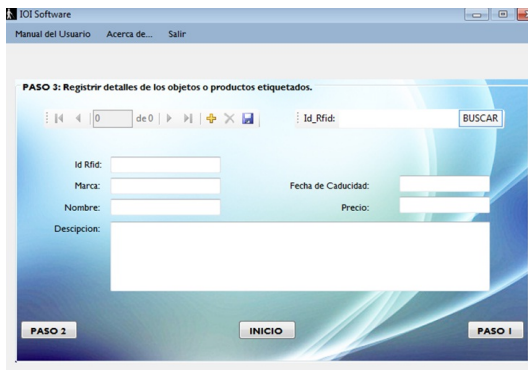 IOI Software
Manual del Usuario Acerca de... Salir
PASO 3: Registrir detalles de los objetos o productos etiquetados.
0 de 0 Id_Rfid: BUSCAR
Id Rfid:
Marca: Fecha de Caducidad:
Nombre: Precio:
Descipcion:
PASO 2 INICIO PASO I